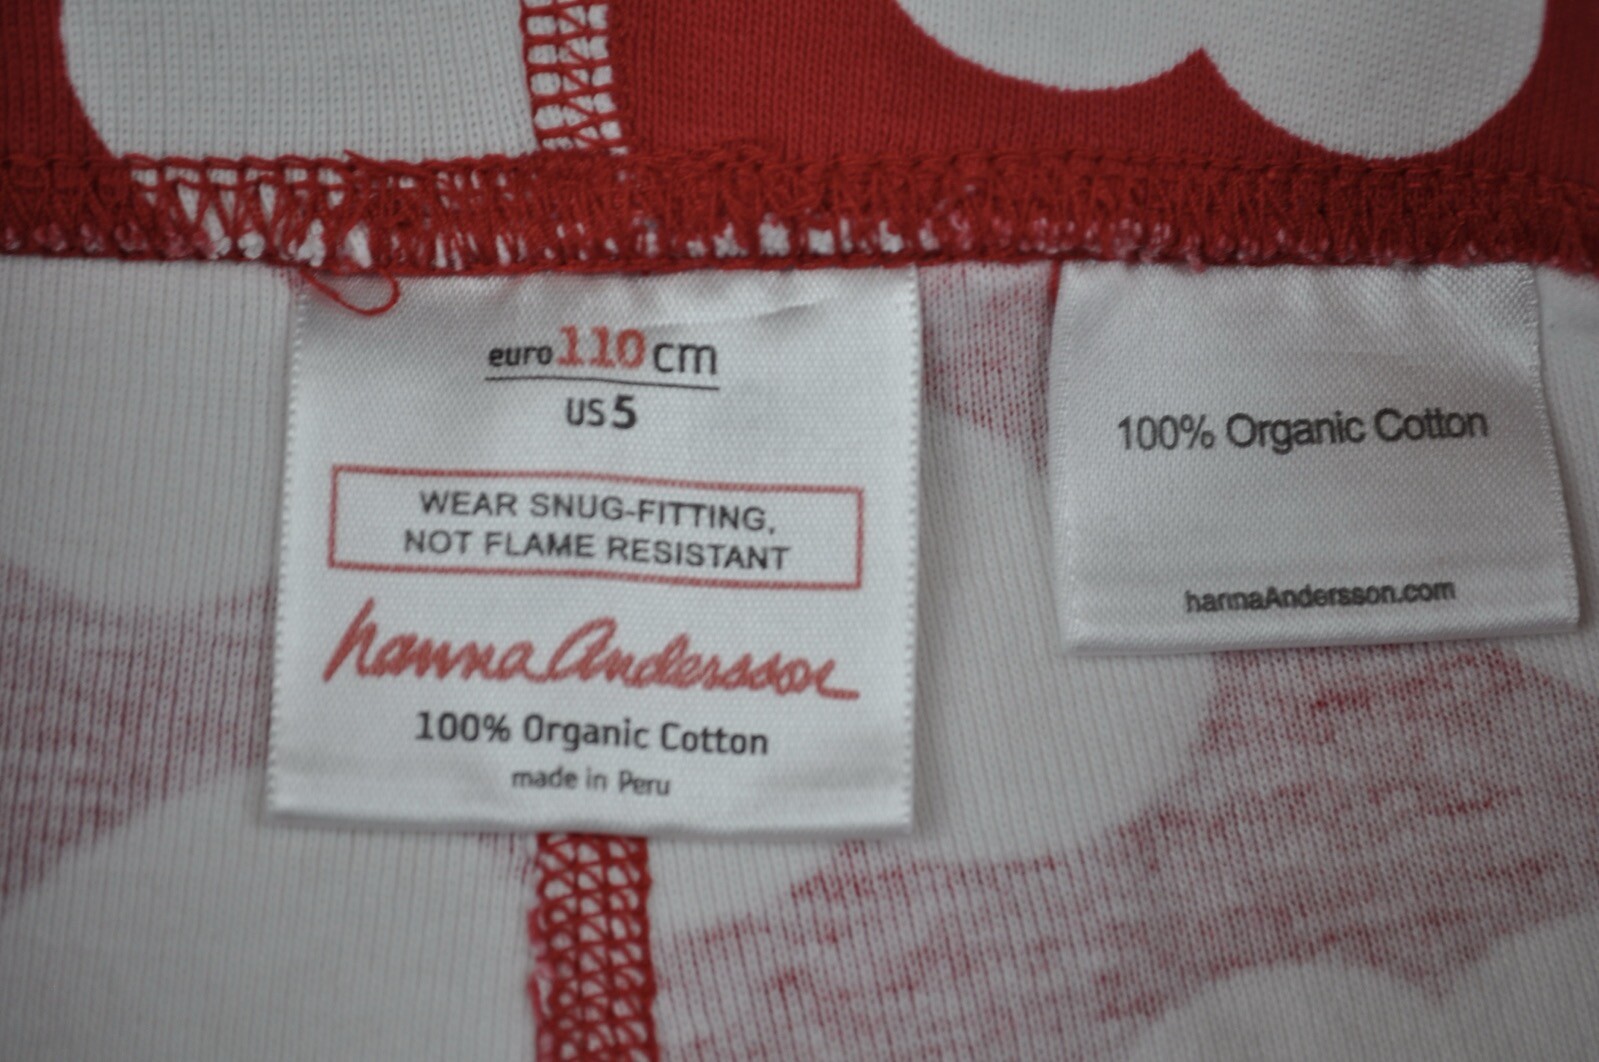 euro 110 cm
US 5
WEAR SNUG-FITTING,
NOT FLAME RESISTANT
hanna Andersson
100% Organic Cotton
made in Peru
100% Organic Cotton
hannaAndersson.com